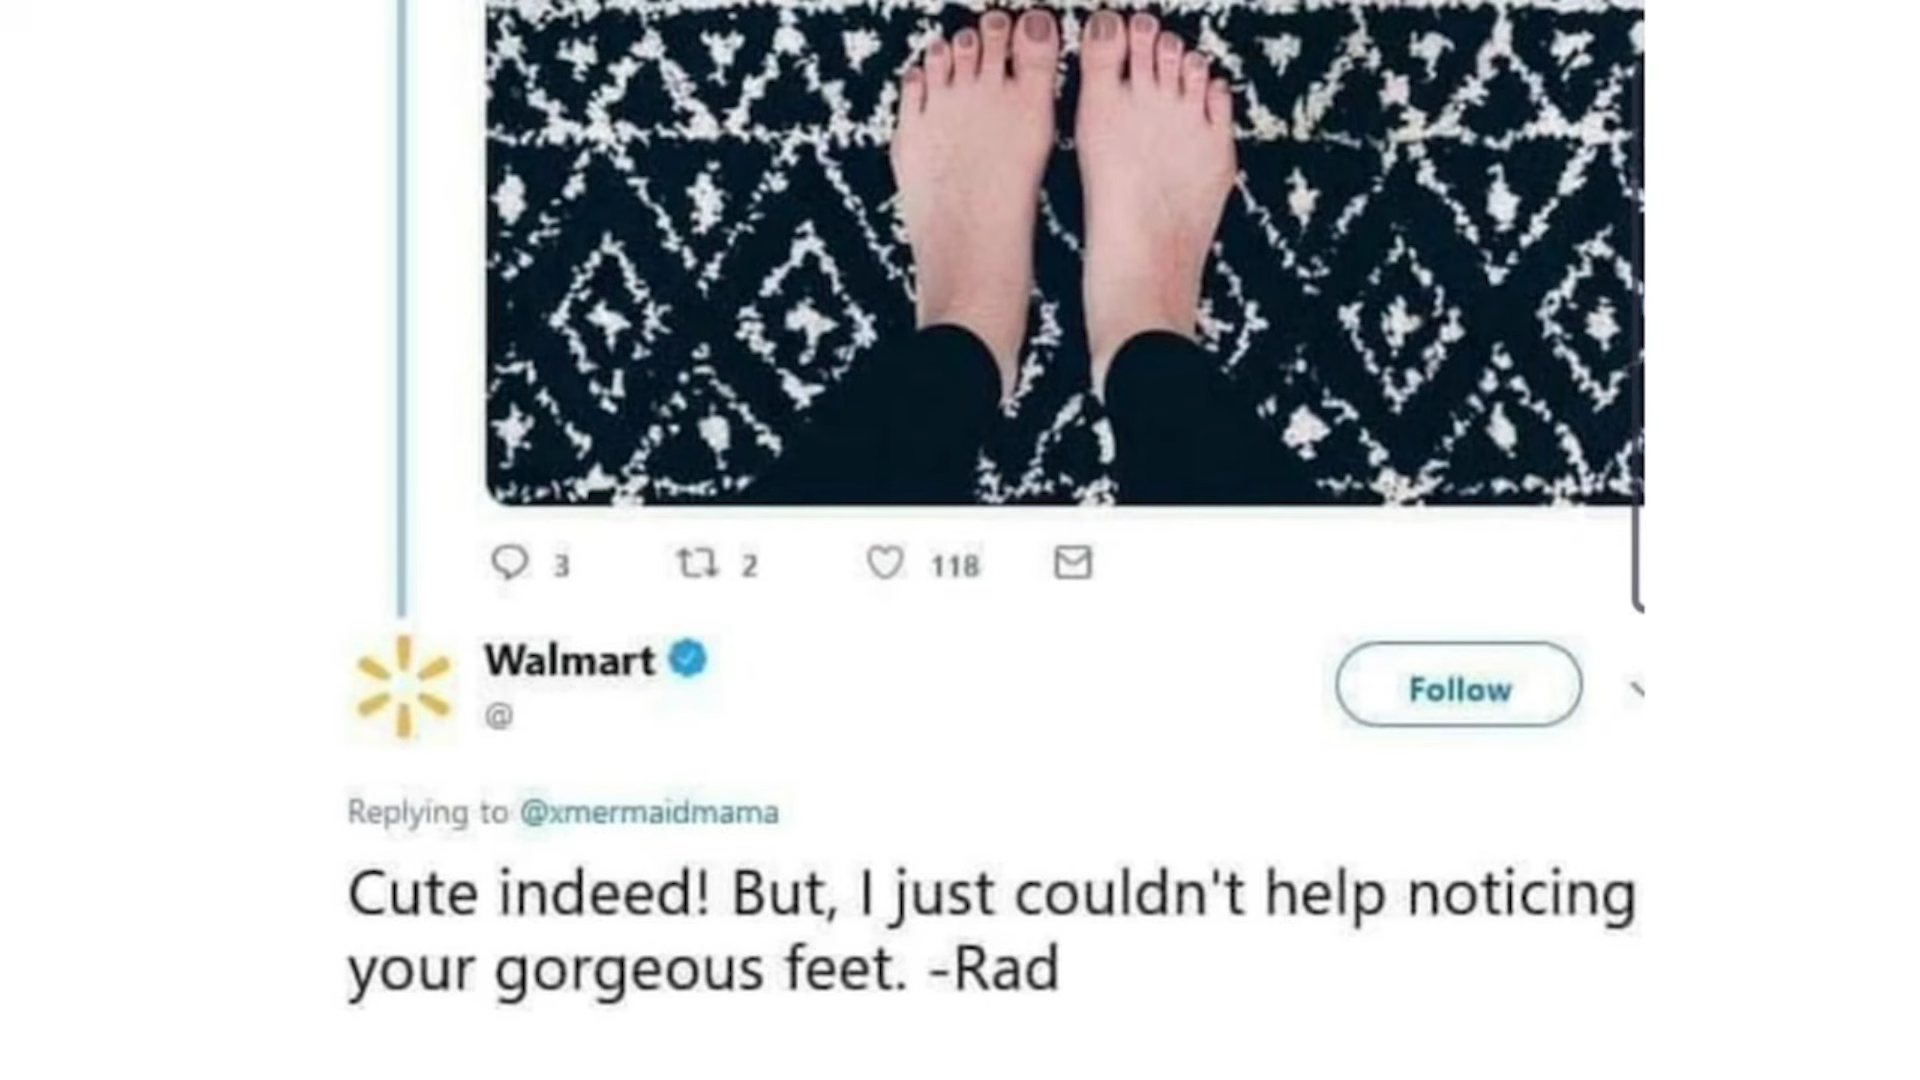 3 2 118
Walmart
@
Follow
Replying to @xmermaidmama
Cute indeed! But, I just couldn't help noticing
your gorgeous feet. -Rad